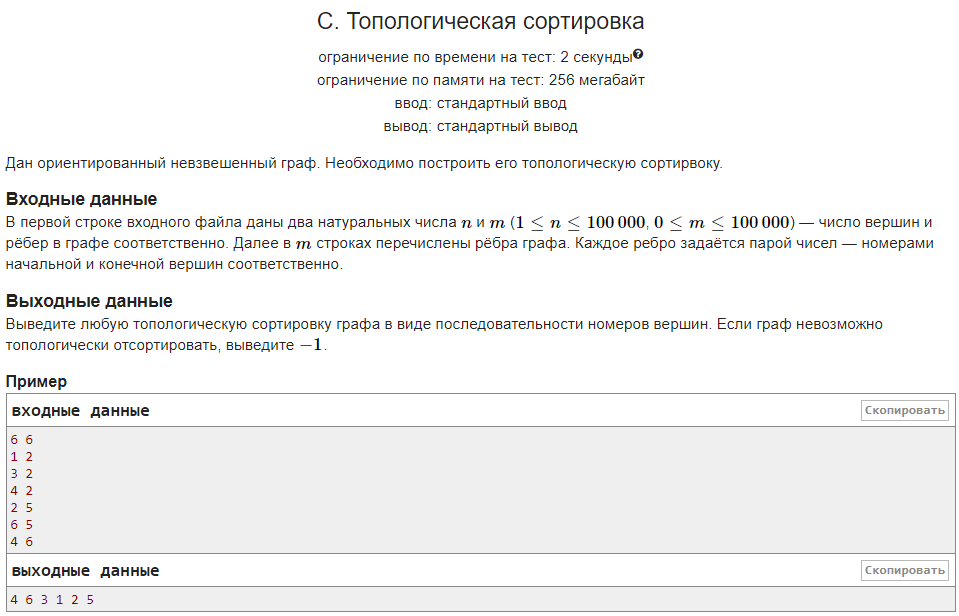 С. Топологическая сортировка
ограничение по времени на тест: 2 секунды?
ограничение по памяти на тест: 256 мегабайт
ввод: стандартный ввод
вывод: стандартный вывод
Дан ориентированный невзвешенный граф. Необходимо построить его топологическую сортирвоку.
Входные данные
В первой строке входного файла даны два натуральных числа n и m (1 ≤ n ≤ 100 000, 0 ≤ m ≤ 100 000) — число вершин и
рёбер в графе соответственно. Далее в m строках перечислены рёбра графа. Каждое ребро задаётся парой чисел — номерами
начальной и конечной вершин соответственно.
Выходные данные
Выведите любую топологическую сортировку графа в виде последовательности номеров вершин. Если граф невозможно
топологически отсортировать, выведите −1.
Пример
входные данные Скопировать
6 6
1 2
3 2
4 2
2 5
6 5
4 6
выходные данные Скопировать
4 6 3 1 2 5